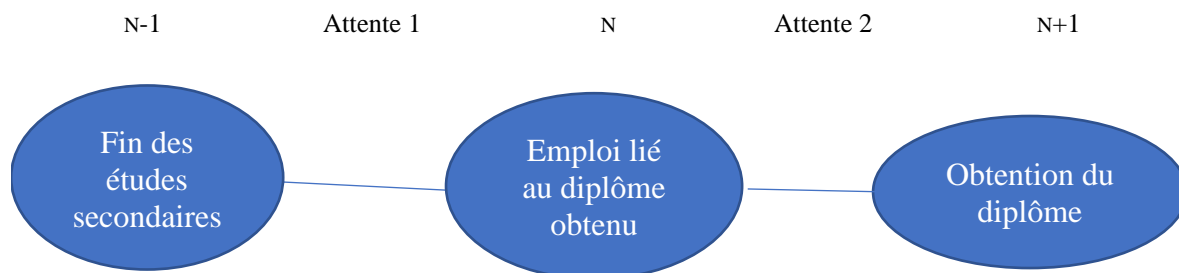 N-1 Attente 1 N Attente 2 N+1
Fin des
études
secondaires
Emploi lié
au diplôme
obtenu
Obtention du
diplôme